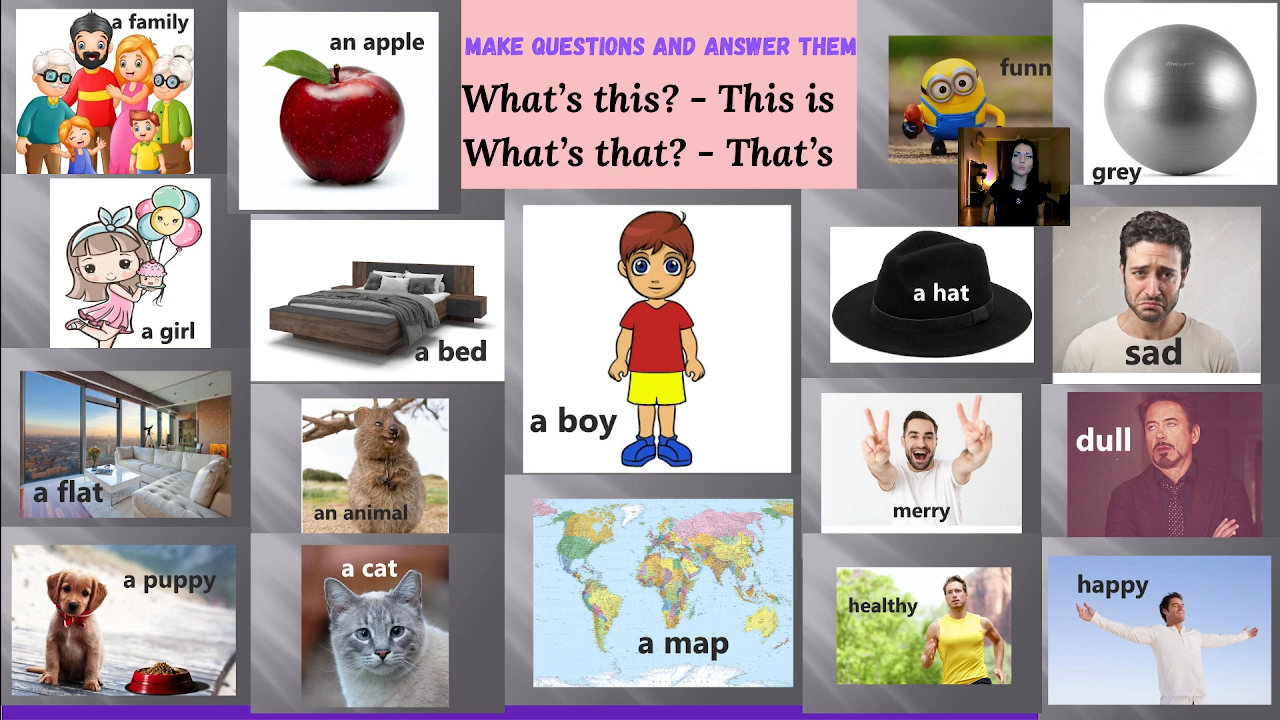 a family
an apple
MAKE QUESTIONS AND ANSWER THEM
What's this? - This is
What's that? - That's
funn
grey
a girl
a bed
a boy
a hat
sad
a flat
an animal
merry
dull
a puppy
a cat
a map
healthy
happy